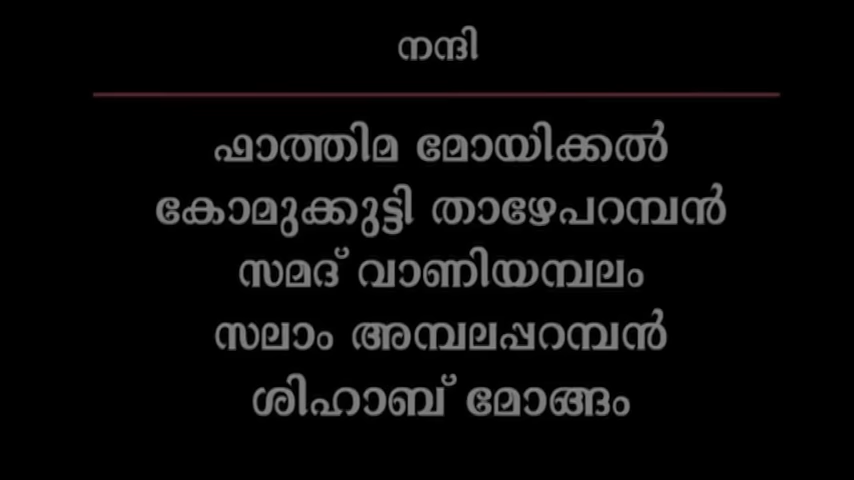 നന്ദി
ഫാത്തിമ മോയിക്കൽ
കോമുക്കുട്ടി താഴേപറമ്പൻ
സമദ് വാണിയമ്പലം
സലാം അമ്പലപ്പറമ്പൻ
ശിഹാബ് മോങ്ങം